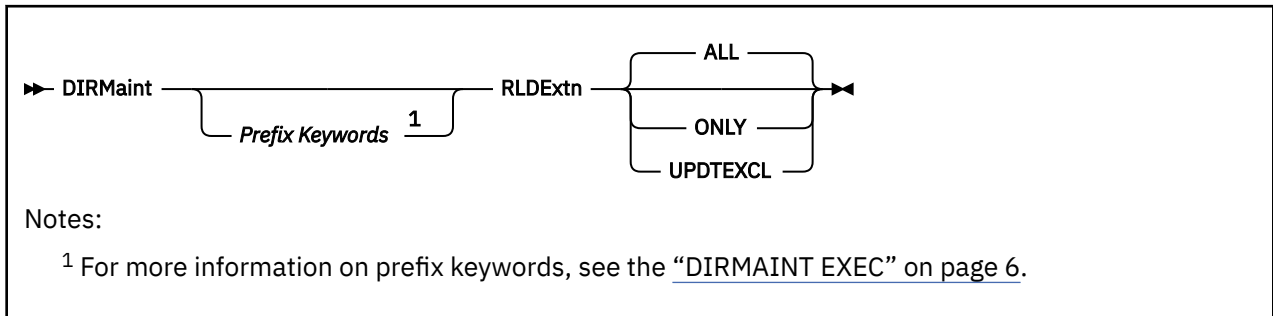 ALL
DIRMaint RLDExtn
Prefix Keywords 1
ONLY
UPDTEXCL
Notes:
1 For more information on prefix keywords, see the “DIRMAINT EXEC” on page 6.